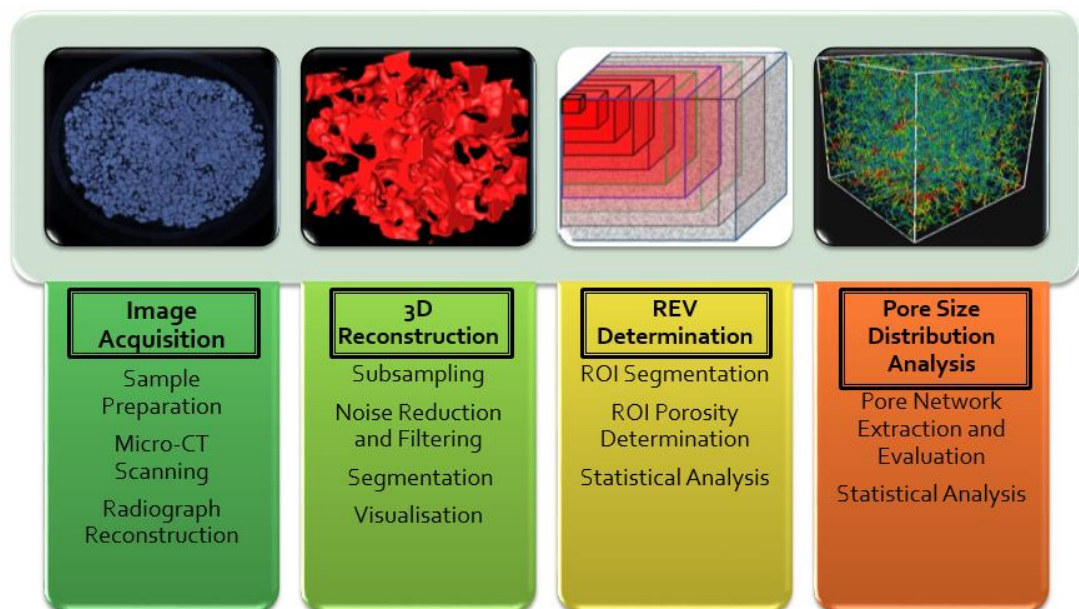 Image
Acquisition
Sample
Preparation
Micro-CT
Scanning
Radiograph
Reconstruction
3D
Reconstruction
Subsampling
Noise Reduction
and Filtering
Segmentation
Visualisation
REV
Determination
ROI Segmentation
ROI Porosity
Determination
Statistical Analysis
Pore Size
Distribution
Analysis
Pore Network
Extraction and
Evaluation
Statistical Analysis